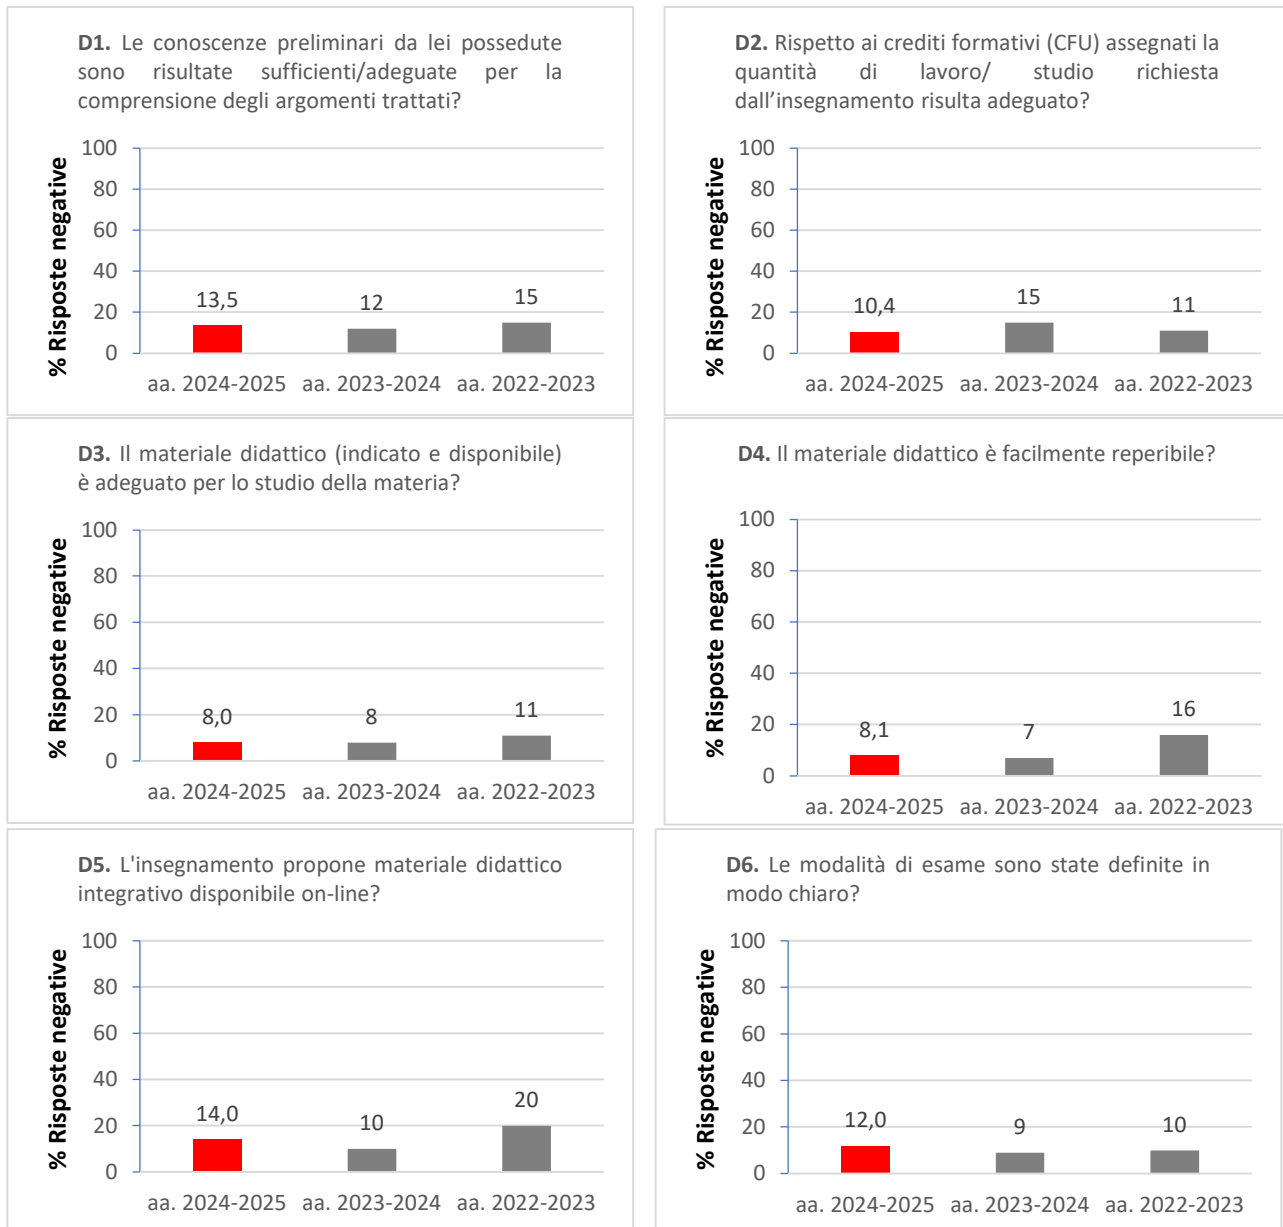 D1. Le conoscenze preliminari da lei possedute
sono risultate sufficienti/adeguate per la
comprensione degli argomenti trattati?
% Risposte negative
100
80
60
40
20
0
13,5
12
15
aa. 2024-2025 aa. 2023-2024 aa. 2022-2023
D2. Rispetto ai crediti formativi (CFU) assegnati la
quantità di lavoro/ studio richiesta
dall'insegnamento risulta adeguato?
% Risposte negative
100
80
60
40
20
0
10,4
15
11
aa. 2024-2025 aa. 2023-2024 aa. 2022-2023
D3. Il materiale didattico (indicato e disponibile)
è adeguato per lo studio della materia?
% Risposte negative
100
80
60
40
20
0
8,0
8
11
aa. 2024-2025 aa. 2023-2024 aa. 2022-2023
D4. Il materiale didattico è facilmente reperibile?
% Risposte negative
100
80
60
40
20
0
8,1
7
16
aa. 2024-2025 aa. 2023-2024 aa. 2022-2023
D5. L'insegnamento propone materiale didattico
integrativo disponibile on-line?
% Risposte negative
100
80
60
40
20
0
14,0
10
20
aa. 2024-2025 aa. 2023-2024 aa. 2022-2023
D6. Le modalità di esame sono state definite in
modo chiaro?
% Risposte negative
100
80
60
40
20
0
12,0
9
10
aa. 2024-2025 aa. 2023-2024 aa. 2022-2023